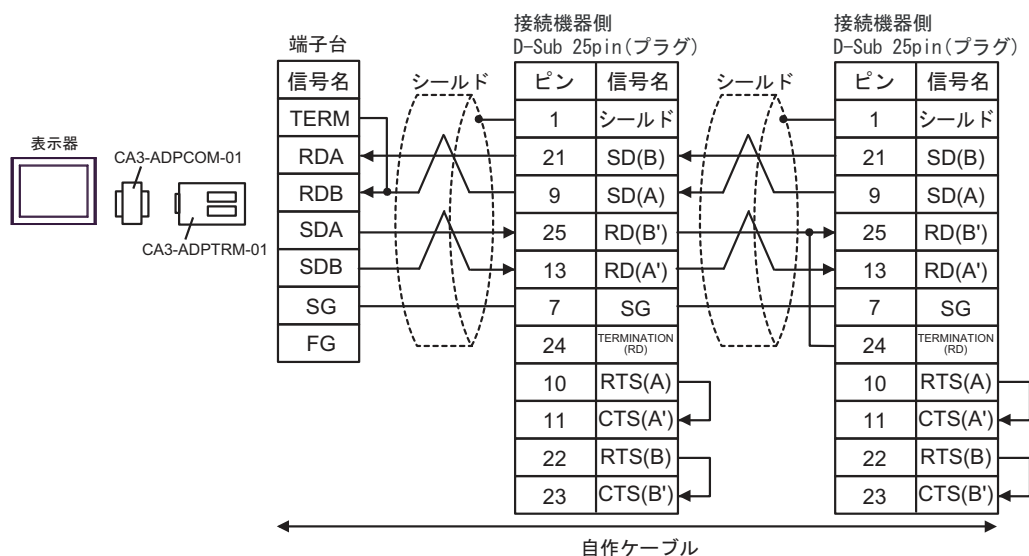 表示器
CA3-ADPCOM-01
CA3-ADPTRM-01
端子台
信号名
TERM
RDA
RDB
SDA
SDB
SG
FG
シールド
接続機器側
D-Sub 25pin(プラグ)
ピン 信号名
1 シールド
21 SD(B)
9 SD(A)
25 RD(B')
13 RD(A')
7 SG
24 TERMINATION
(RD)
10 RTS(A)
11 CTS(A')
22 RTS(B)
23 CTS(B')
シールド
接続機器側
D-Sub 25pin(プラグ)
ピン 信号名
1 シールド
21 SD(B)
9 SD(A)
25 RD(B')
13 RD(A')
7 SG
24 TERMINATION
(RD)
10 RTS(A)
11 CTS(A')
22 RTS(B)
23 CTS(B')
自作ケーブル